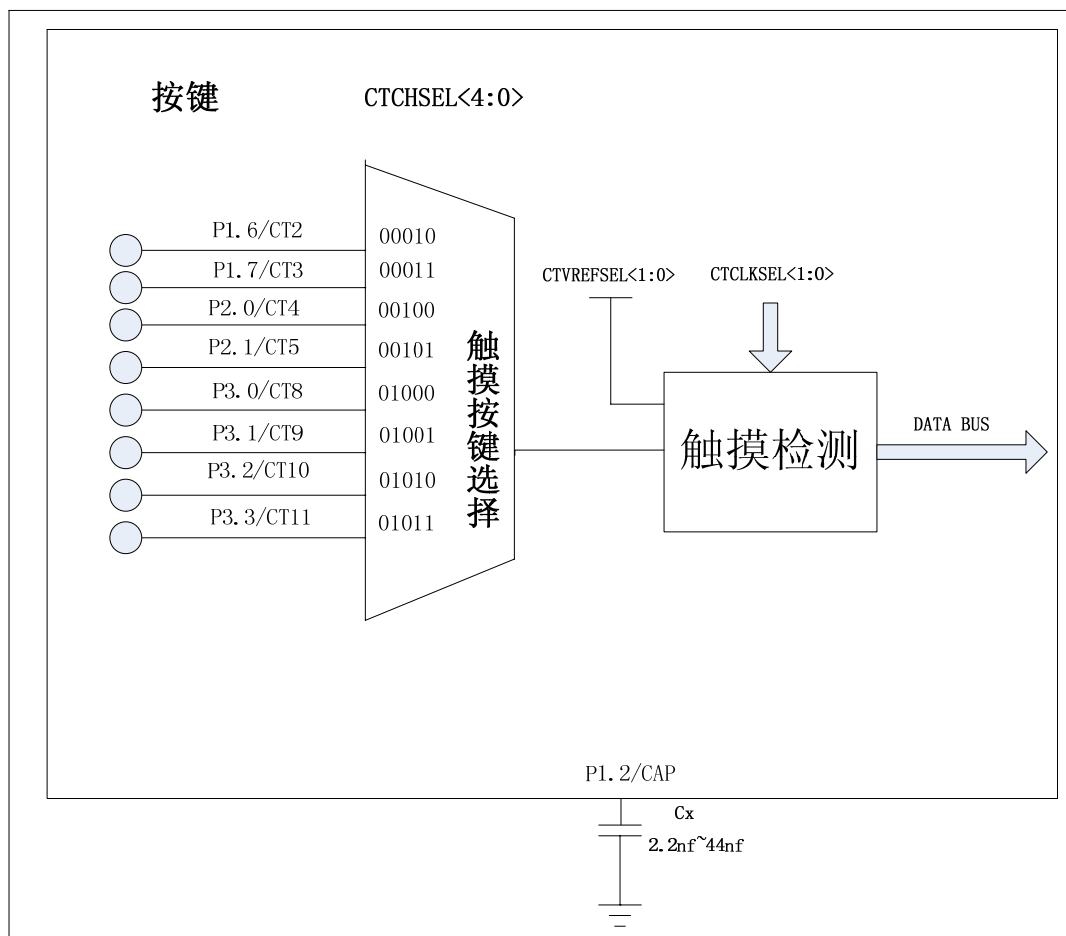 按键
CTCHSEL<4:0>
P1.6/CT2
00010
P1.7/CT3
00011
P2.0/CT4
00100
P2.1/CT5
00101
P3.0/CT8
01000
P3.1/CT9
01001
P3.2/CT10
01010
P3.3/CT11
01011
触摸按键选择
CTVREFSEL<1:0>
CTCLKSEL<1:0>
触摸检测
DATA BUS
P1.2/CAP
Cx
2.2nf~44nf